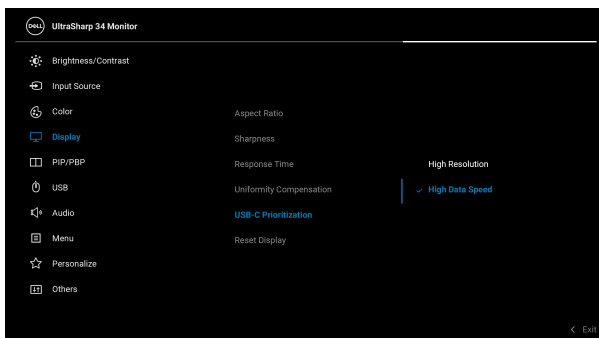 DELL UltraSharp 34 Monitor
Brightness/Contrast
Input Source
Color
Display
PIP/PBP
USB
Audio
Menu
Personalize
Others
Aspect Ratio
Sharpness
Response Time
Uniformity Compensation
USB-C Prioritization
Reset Display
High Resolution
High Data Speed
Exit